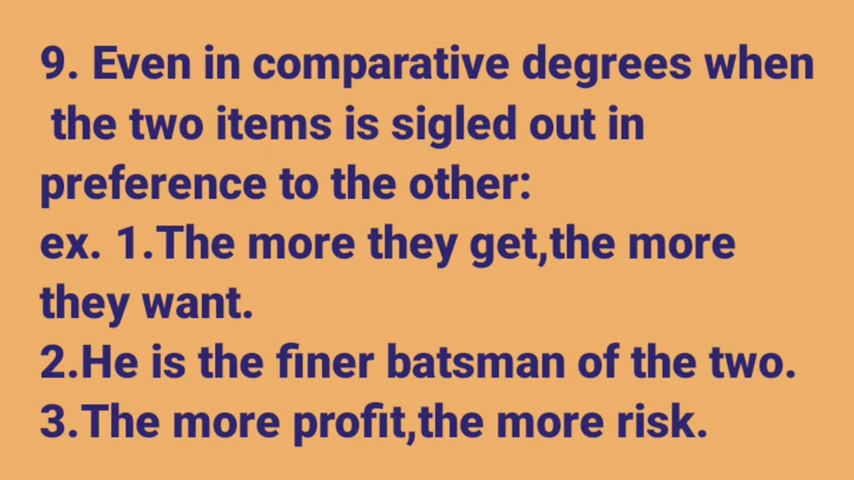 9. Even in comparative degrees when
the two items is sigled out in
preference to the other:
ex. 1.The more they get,the more
they want.
2.He is the finer batsman of the two.
3.The more profit,the more risk.